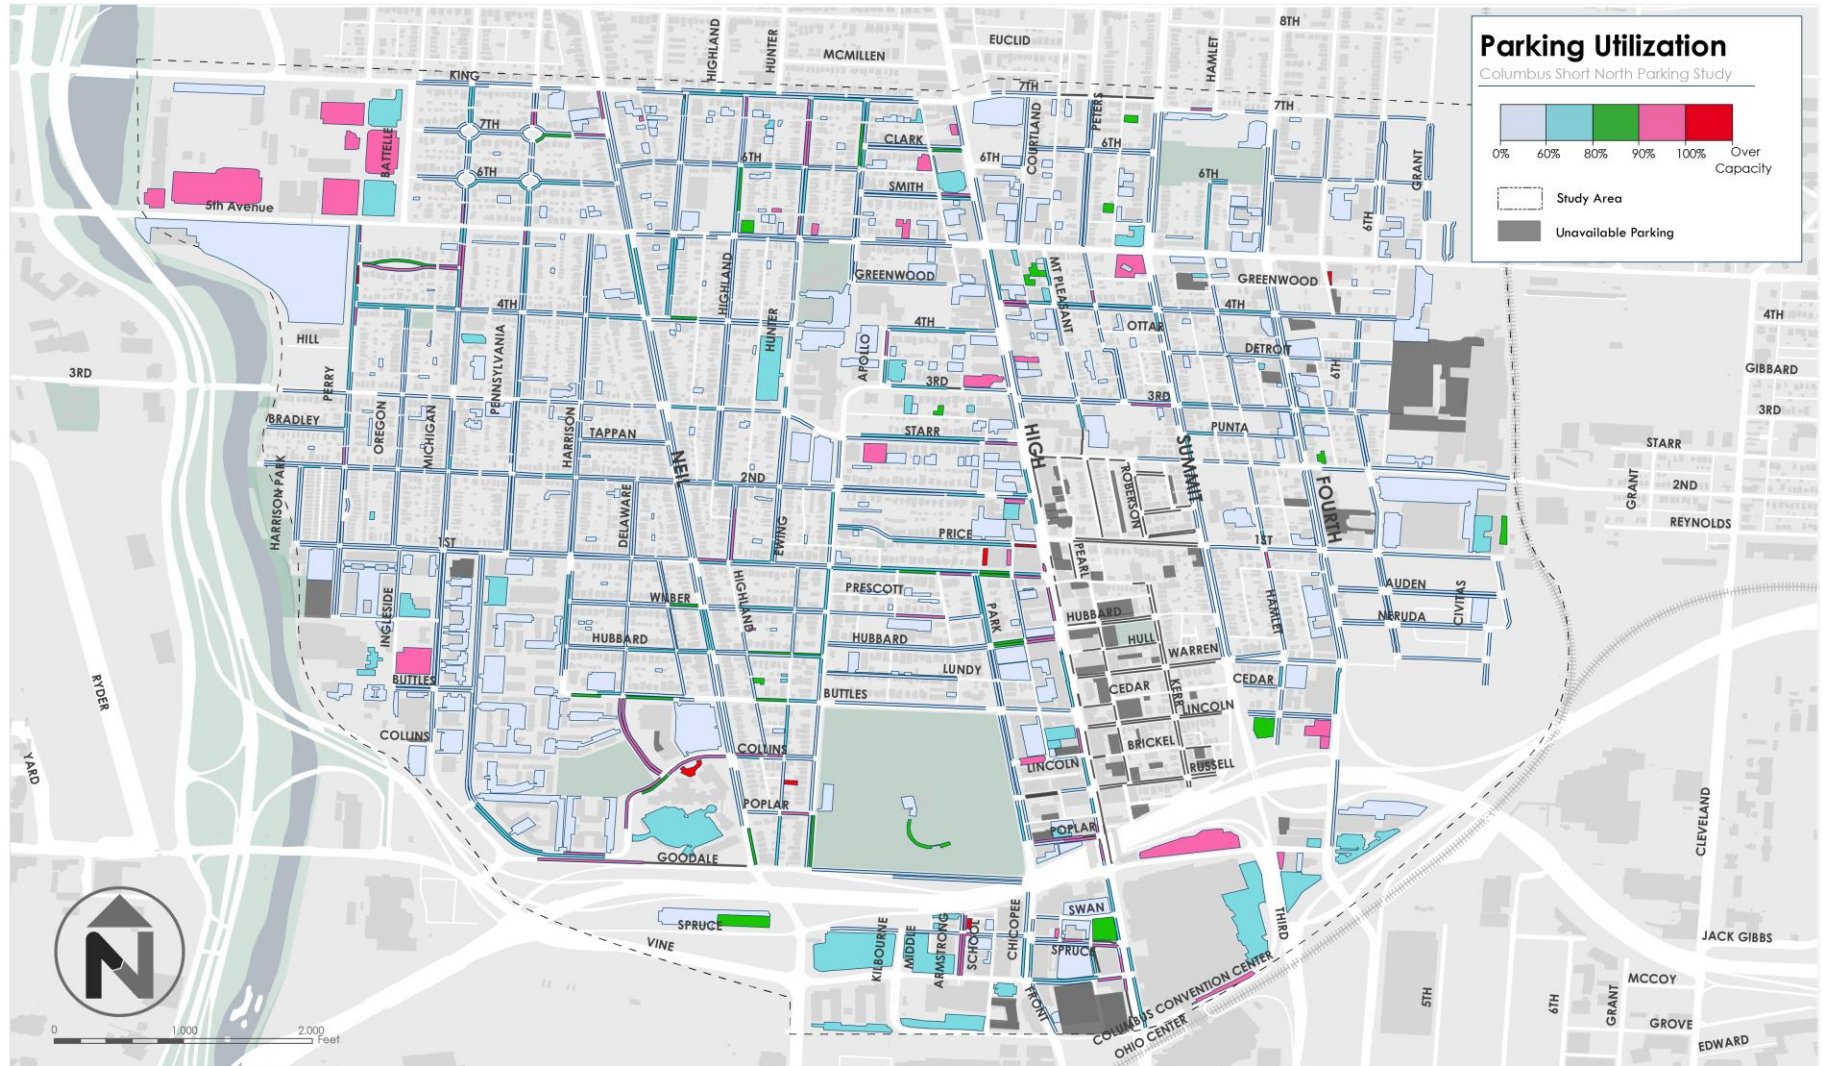 Parking Utilization
Columbus Short North Parking Study
0% 60% 80% 90% 100% Over
Capacity
Study Area
Unavailable Parking
8TH
EUCLID
MCMILLEN
HIGHLAND
HUNTER
HAMLET
KING
7TH
7TH
PETERS
COURTLAND
7TH
CLARK
6TH
6TH
6TH
GRANT
BATTELLE
6TH
SMITH
6TH
5th Avenue
6TH
GREENWOOD
MT PLEASANT
GREENWOOD
HIGHLAND
4TH
4TH
4TH
4TH
HILL
PENNSYLVANIA
HUNTER
APOLLO
OTTAR
DETROIT
6TH
GIBBARD
3RD
PERRY
3RD
3RD
3RD
BRADLEY
OREGON
MICHIGAN
HARRISON
TAPPAN
STARR
HIGH
PUNTA
STARR
NEIL
SUMMIT
2ND
ROBERSON
FOURTH
GRANT
2ND
HARRISON PARK
DELAWARE
EWING
PRICE
REYNOLDS
1ST
1ST
PEARL
PRESCOTT
AUDEN
CIVITAS
INGLESIDE
WILBER
HIGHLAND
PARK
HAMLET
HUBBARD
NERUDA
HUBBARD
HUBBARD
HULL
WARREN
LUNDY
CEDAR
BUTTLES
BUTTLES
CEDAR
KERR
LINCOLN
RYDER
COLLINS
COLLINS
BRICKEL
LINCOLN
RUSSELL
YARD
POPLAR
POPLAR
CLEVELAND
GOODALE
SPRUCE
VINE
KILBOURNE
MIDDLE
ARMSTRONG
SCHOOL
CHICOPEE
SWAN
SPRUCE
THIRD
JACK GIBBS
FRONT
COLUMBUS CONVENTION CENTER
OHIO CENTER
5TH
6TH
GRANT
MCCOY
GROVE
EDWARD
N
0 1,000 2,000
Feet